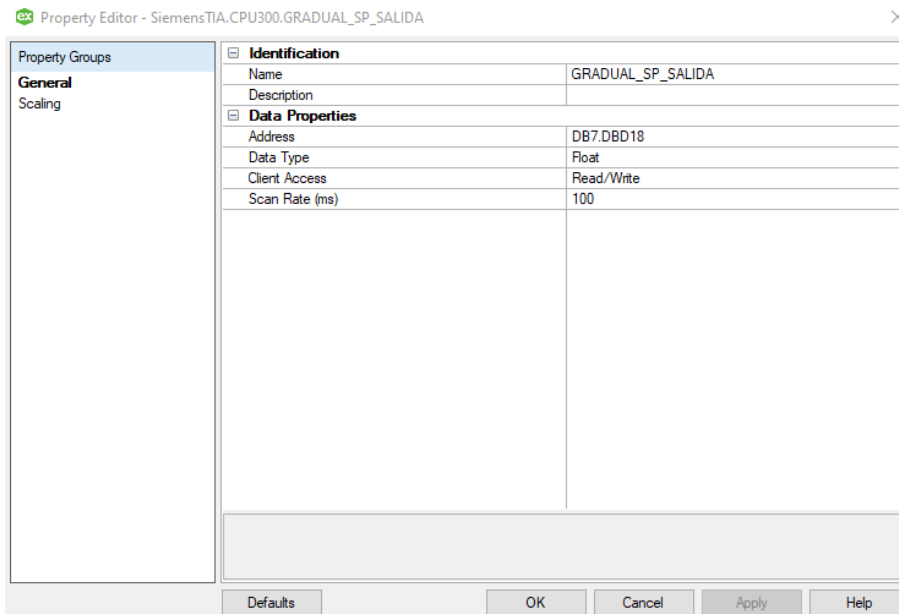 ex Property Editor - SiemensTIA.CPU300.GRADUAL_SP_SALIDA
Property Groups
General
Scaling
Identification
Name GRADUAL_SP_SALIDA
Description
Data Properties
Address DB7.DBD18
Data Type Float
Client Access Read/Write
Scan Rate (ms) 100
Defaults OK Cancel Apply Help